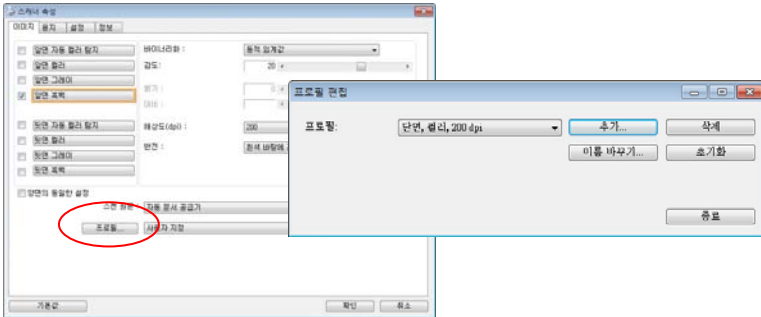 스캐너 속성
이미지 용지 설정 정보
앞면 자동 컬러 탐지
앞면 컬러
앞면 그레이
앞면 흑백
뒷면 자동 컬러 탐지
뒷면 컬러
뒷면 그레이
뒷면 흑백
바이너리화 : 동적 임계값
감도: 20
밝기 : 0
대비 :
해상도(dpi) : 200
반전 : 흰색 바탕에
양면의 동일한 설정
스캔 원본 : 자동 문서 공급기
프로필... 사용자 지정
기본값 확인 취소
프로필 편집
프로필: 단면, 컬러, 200 dpi 추가... 삭제
이름 바꾸기... 초기화
종료